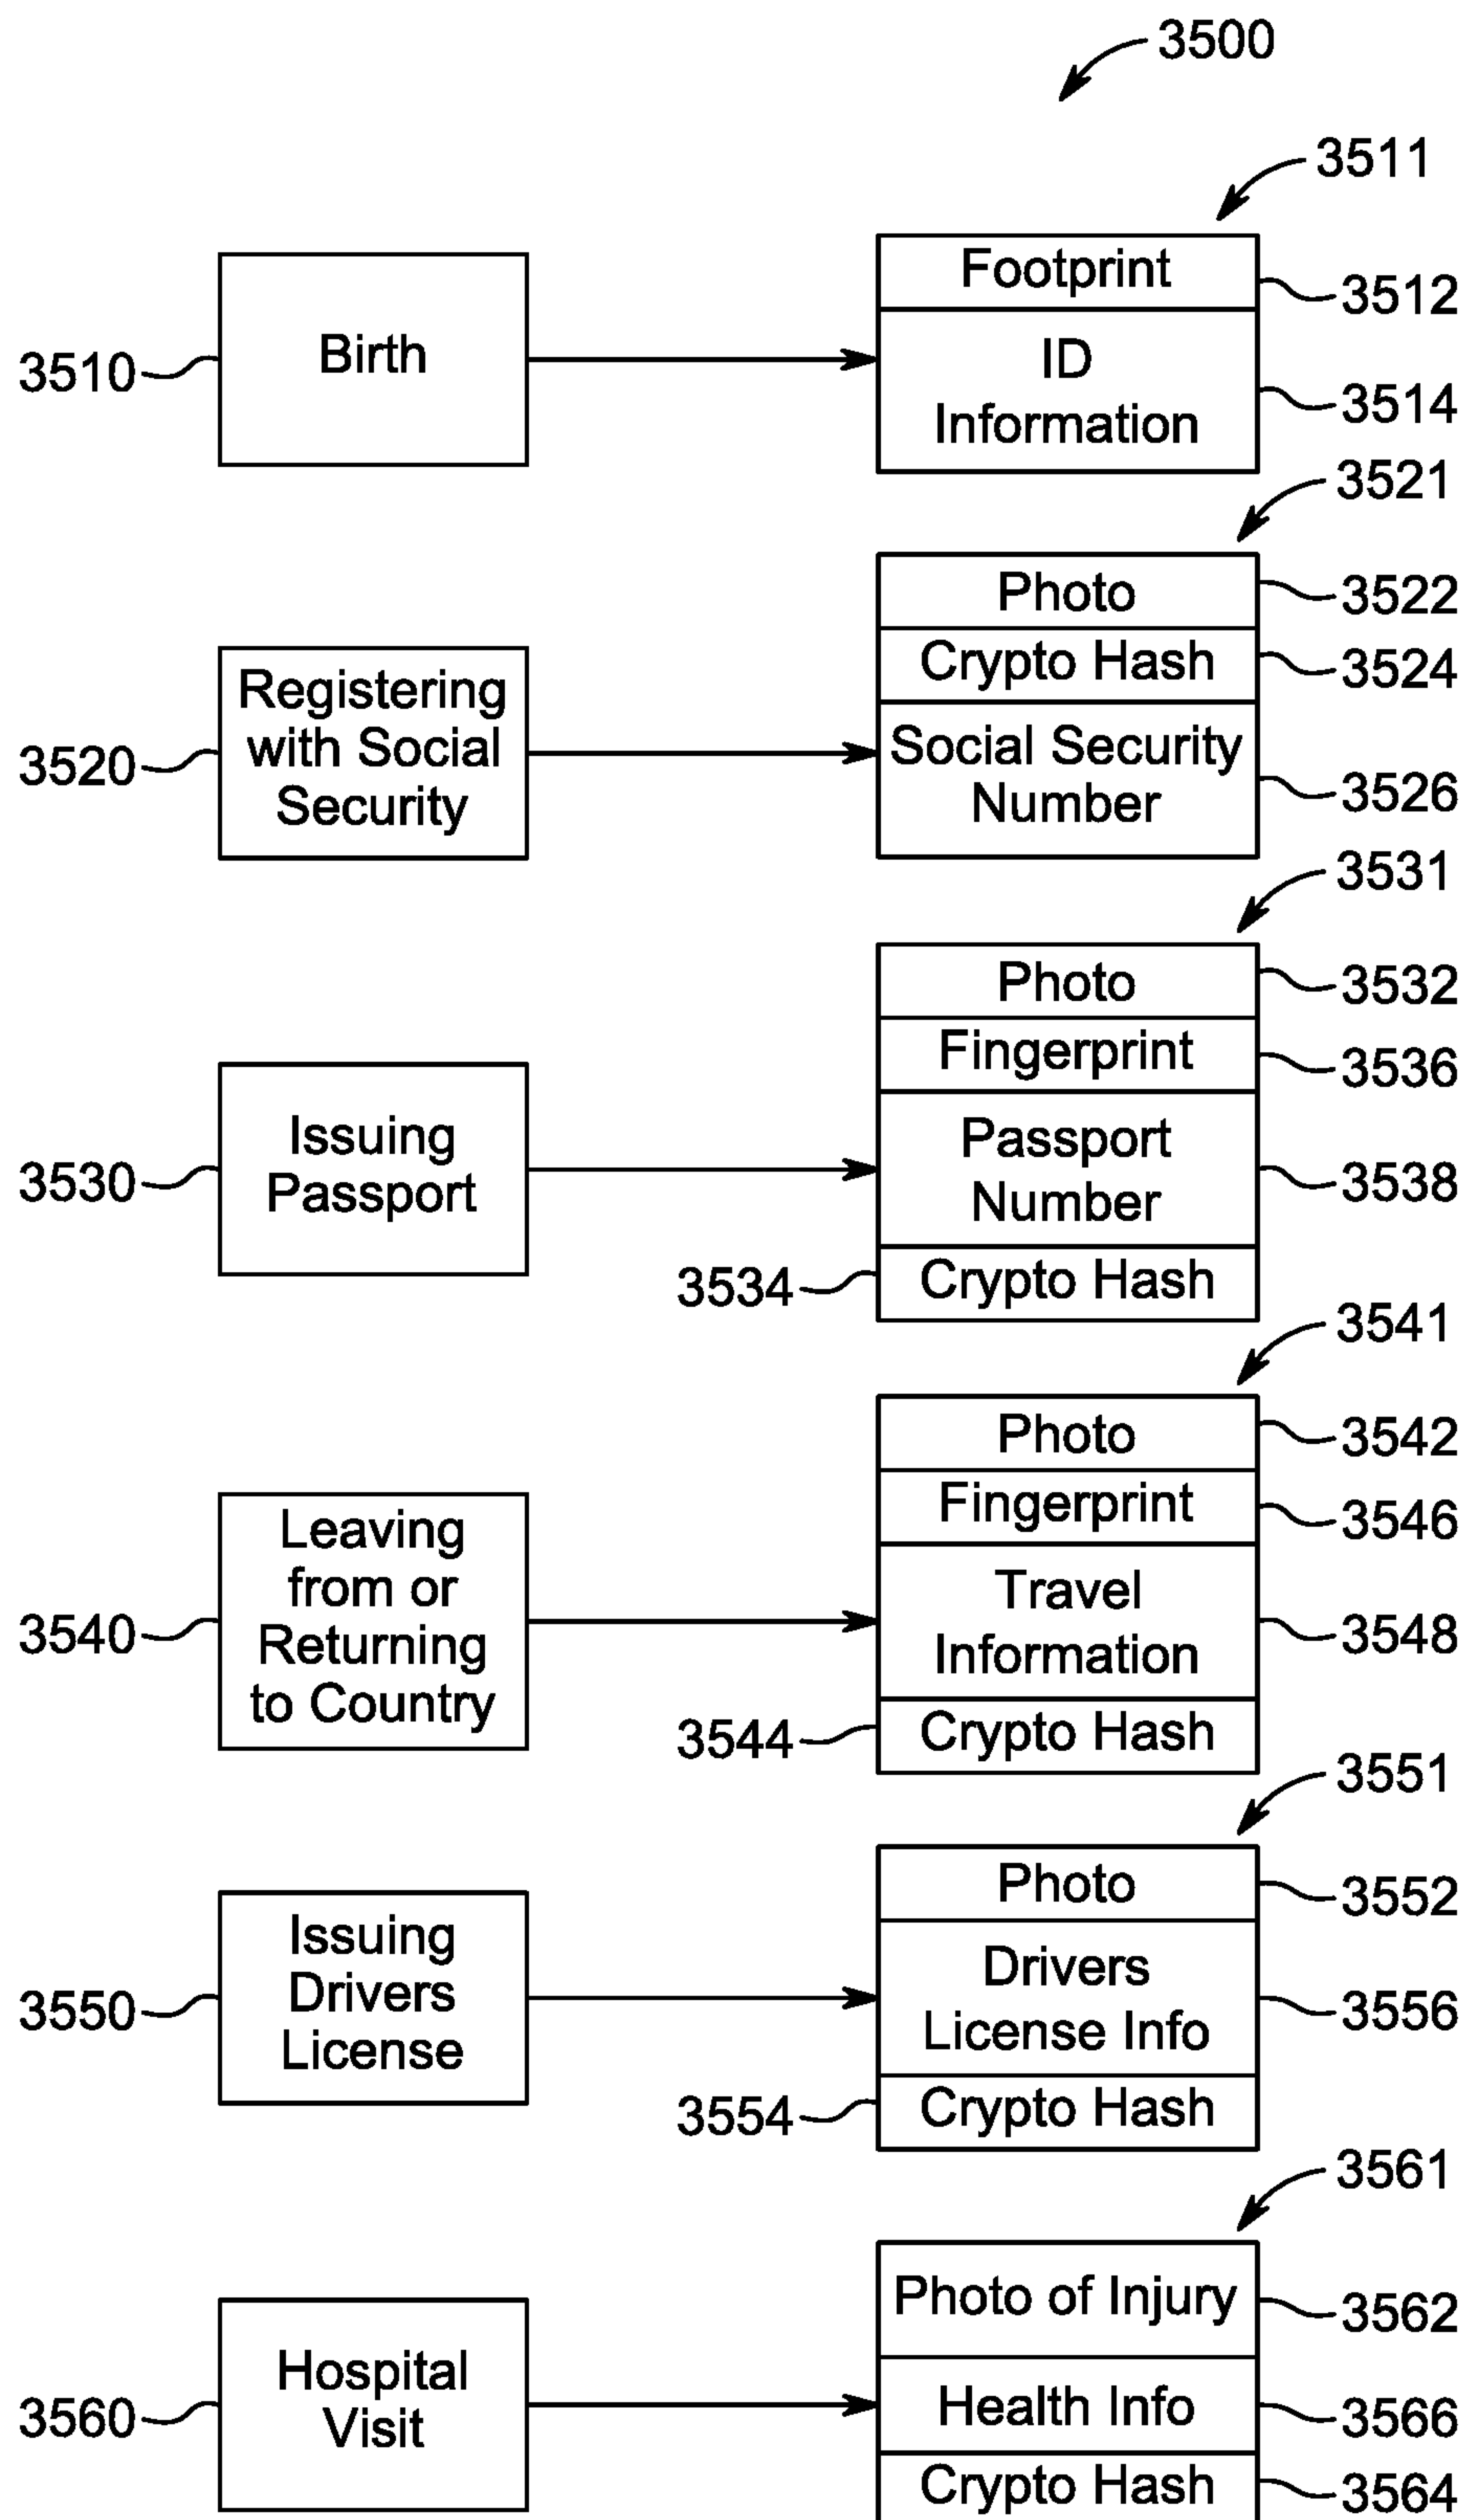 3500
3511
Footprint
3512
3510
Birth
ID
Information
3514
3521
Photo
3522
Crypto Hash
3524
3520
Registering
with Social
Security
Social Security
Number
3526
3531
Photo
3532
Fingerprint
3536
3530
Issuing
Passport
Passport
Number
3538
3534
Crypto Hash
3541
Photo
3542
Fingerprint
3546
3540
Leaving
from or
Returning
to Country
Travel
Information
3548
3544
Crypto Hash
3551
Photo
3552
3550
Issuing
Drivers
License
Drivers
License Info
3556
3554
Crypto Hash
3561
Photo of Injury
3562
3560
Hospital
Visit
Health Info
3566
Crypto Hash
3564